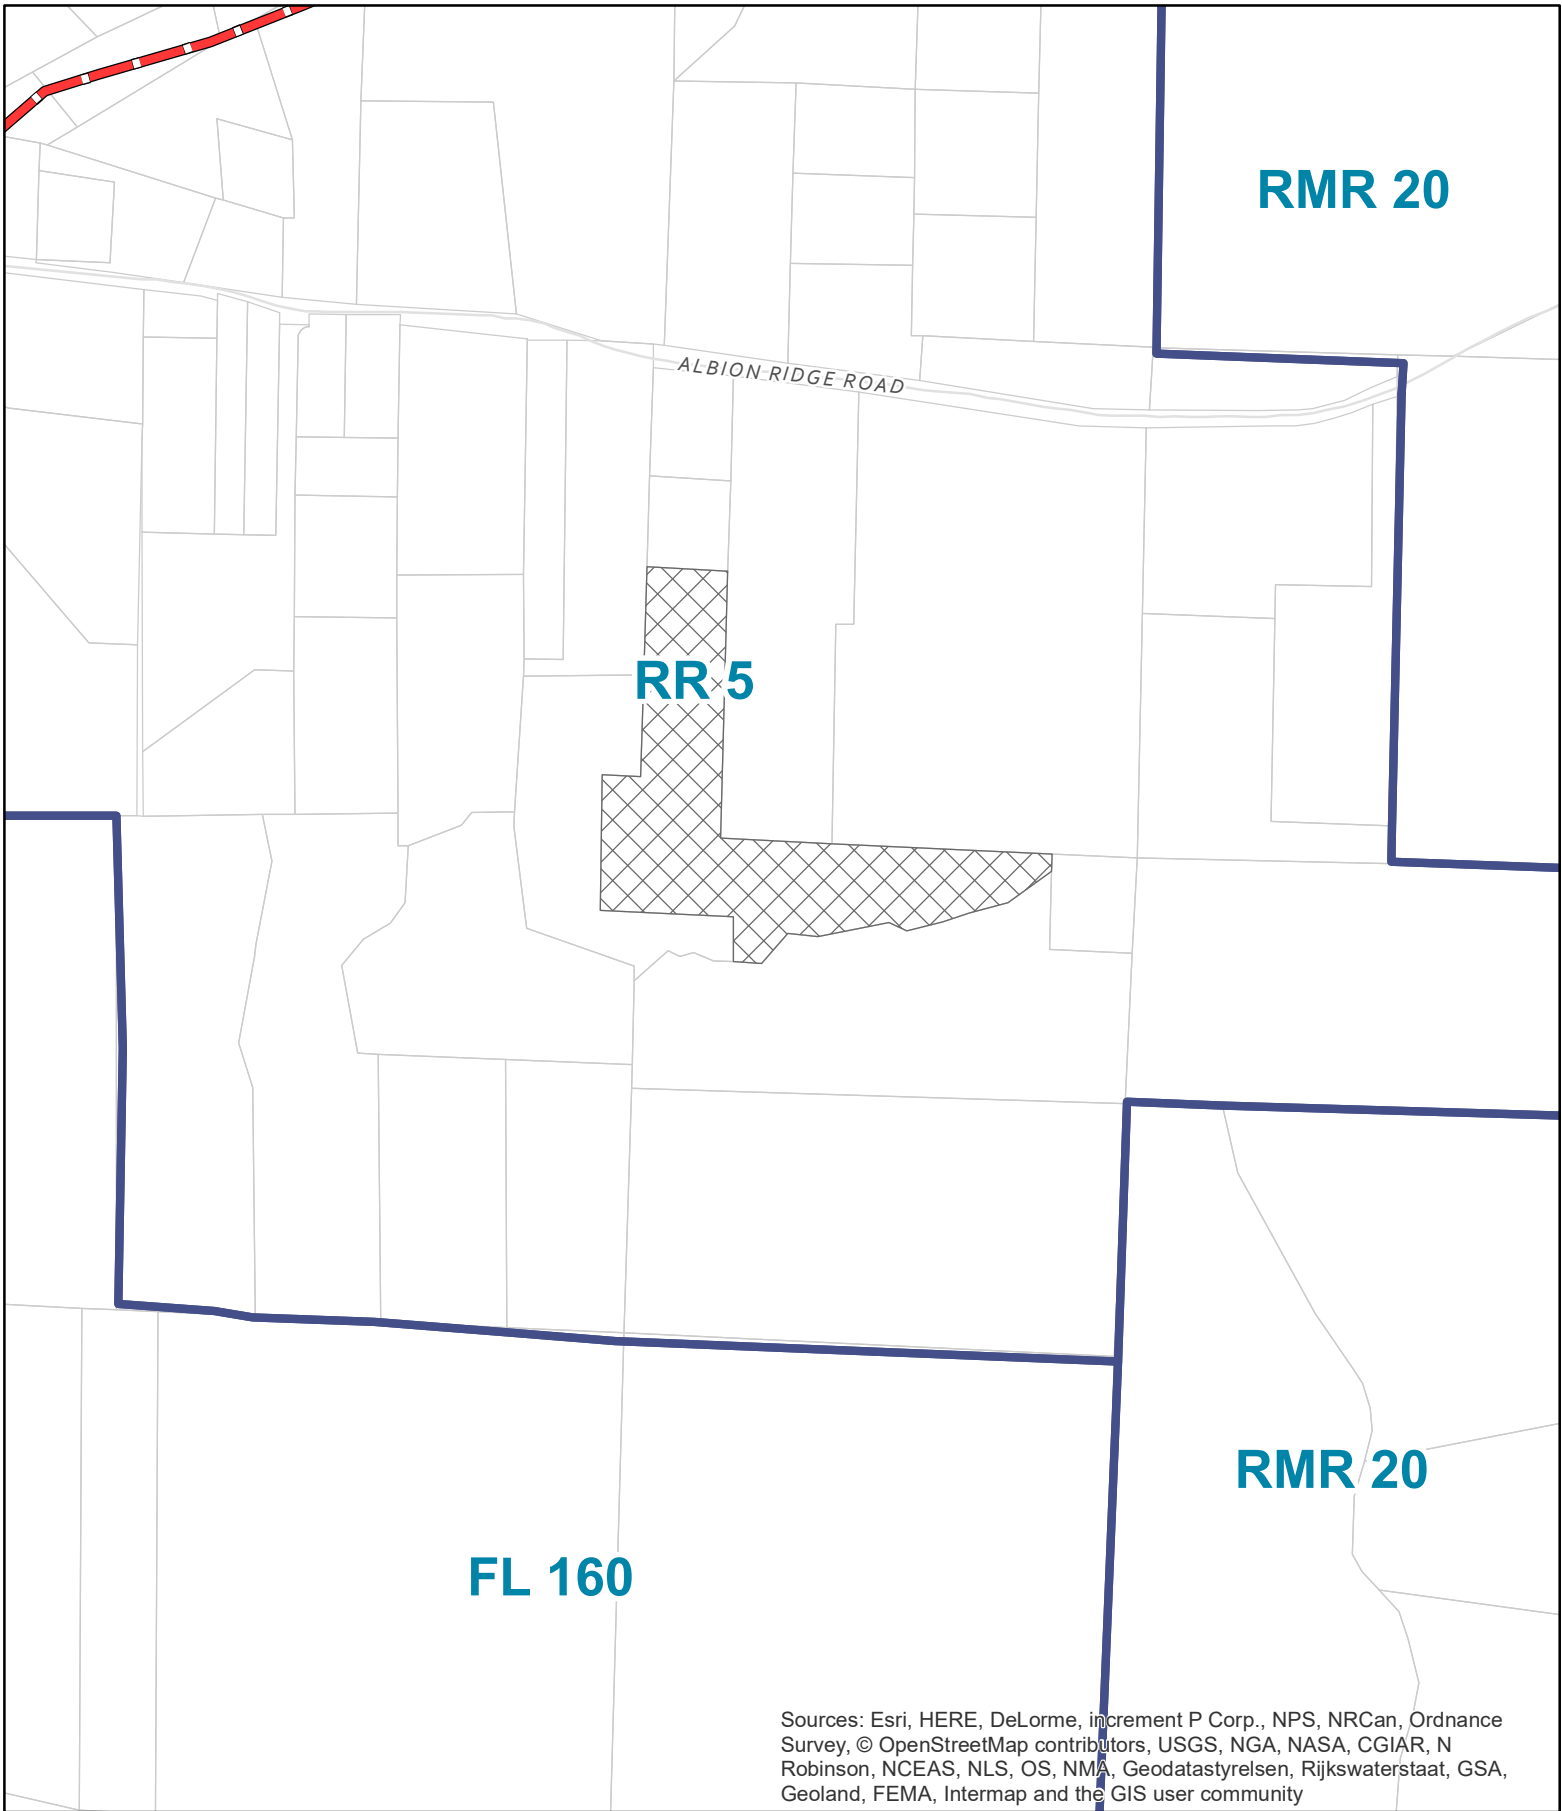 RMR 20
ALBION RIDGE ROAD
RR 5
RMR 20
FL 160
Sources: Esri, HERE, DeLorme, increment P Corp., NPS, NRCan, Ordnance
Survey, © OpenStreetMap contributors, USGS, NGA, NASA, CGIAR, N
Robinson, NCEAS, NLS, OS, NMA, Geodatastyrelsen, Rijkswaterstaat, GSA,
Geoland, FEMA, Intermap and the GIS user community